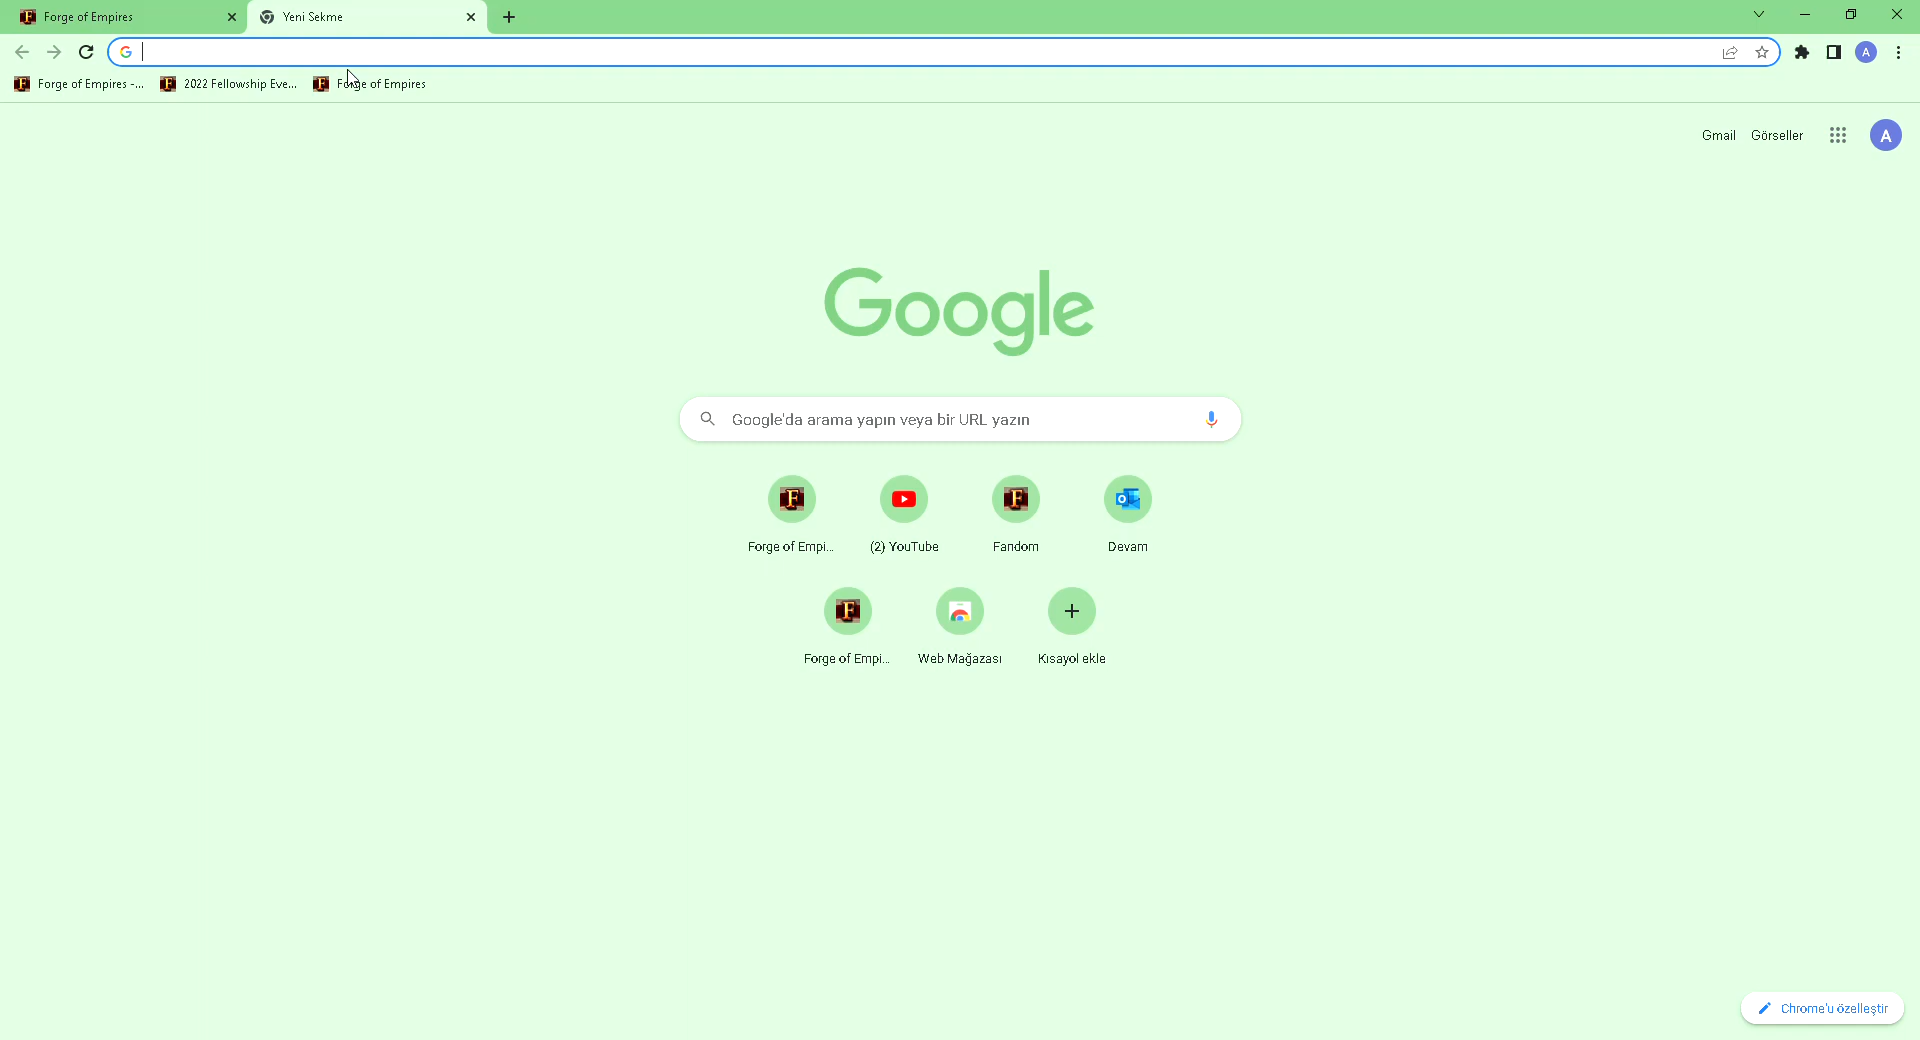 Forge of Empires
Yeni Sekme
Forge of Empires -...
2022 Fellowship Eve...
Forge of Empires
Gmail
Görseller
A
A
Google
Google'da arama yapın veya bir URL yazın
Forge of Empi...
(2) YouTube
Fandom
Devam
Forge of Empi...
Web Mağazası
Kısayol ekle
Chrome'u özelleştir